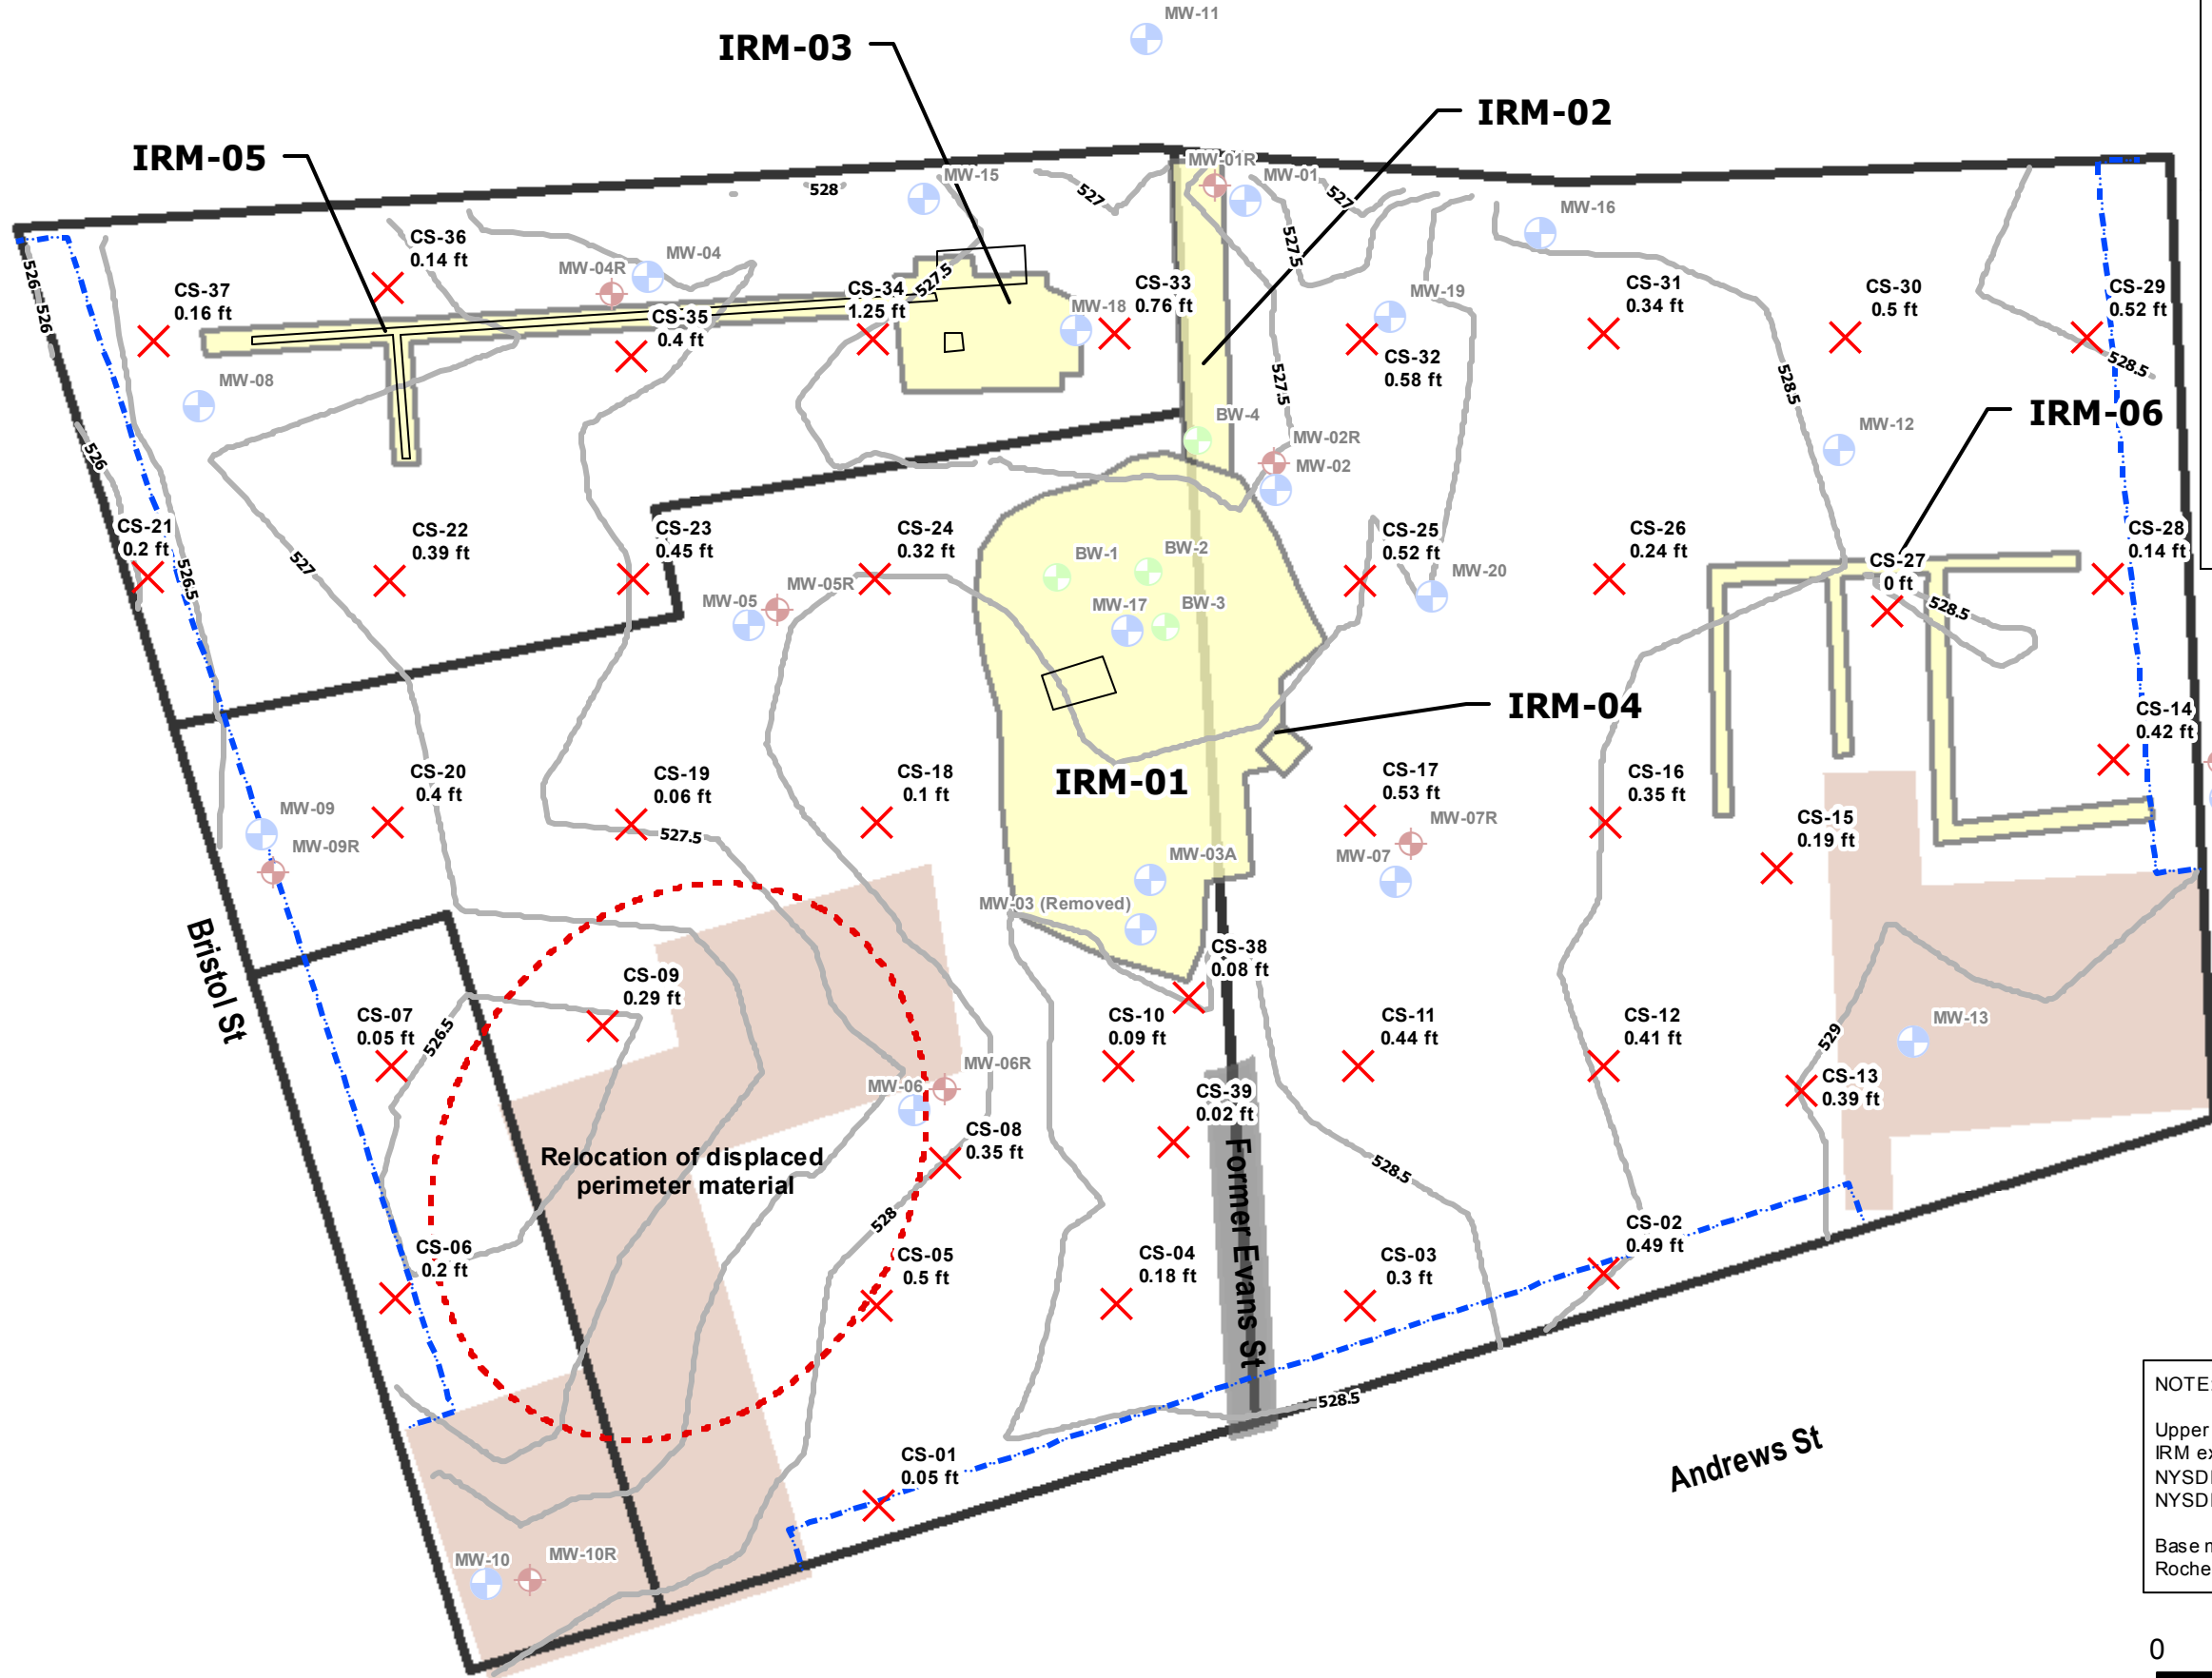 MW-11
IRM-03
IRM-02
IRM-05
MW-01R
MW-01
MW-15
528
527
527
MW-16
CS-36
0.14 ft
MW-04R
MW-04
527.5
527.5
526
526
CS-37
0.16 ft
CS-34
1.25 ft
CS-33
0.76 ft
MW-18
MW-19
CS-31
0.34 ft
CS-30
0.5 ft
CS-29
0.52 ft
CS-35
0.4 ft
CS-32
0.58 ft
528.5
MW-08
527.5
528.5
IRM-06
BW-4
MW-02R
MW-02
MW-12
526
CS-21
0.2 ft
CS-22
0.39 ft
CS-23
0.45 ft
CS-24
0.32 ft
CS-25
0.52 ft
CS-26
0.24 ft
CS-27
0 ft
CS-28
0.14 ft
527
526.5
BW-1
BW-2
MW-05R
MW-05
MW-17
BW-3
MW-20
528.5
IRM-04
CS-14
0.42 ft
IRM-01
CS-20
0.4 ft
CS-19
0.06 ft
CS-18
0.1 ft
CS-17
0.53 ft
CS-16
0.35 ft
CS-15
0.19 ft
MW-09
MW-09R
527.5
MW-07R
MW-07
MW-03A
MW-03 (Removed)
Bristol St
CS-38
0.08 ft
CS-09
0.29 ft
CS-07
0.05 ft
526.5
CS-10
0.09 ft
CS-11
0.44 ft
CS-12
0.41 ft
MW-13
529
MW-06R
MW-06
CS-39
0.02 ft
CS-13
0.39 ft
CS-08
0.35 ft
Relocation of displaced
perimeter material
528.5
528
Former Evans St
CS-06
0.2 ft
CS-05
0.5 ft
CS-04
0.18 ft
CS-03
0.3 ft
CS-02
0.49 ft
528.5
CS-01
0.05 ft
Andrews St
MW-10
MW-10R
NOTE
Upper
IRM ex
NYSD
NYSD
Base
Roche
0